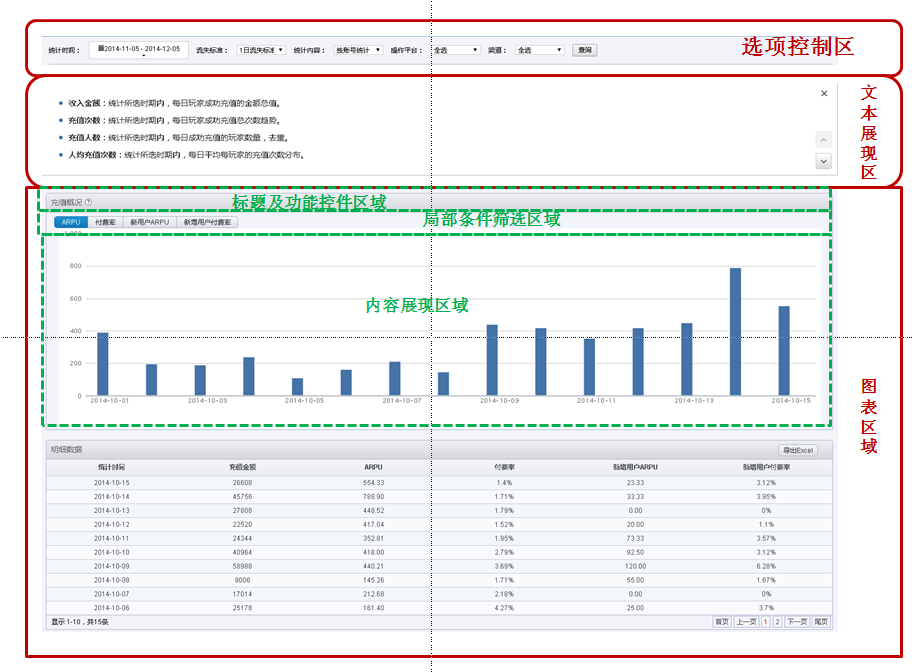 统计时间： 2014-11-05 - 2014-12-05 流失标准： 1日流失标准 统计内容： 按账号统计 操作平台： 全选 渠道： 全选 查询
选项控制区
收入金额：统计所选时期内，每日玩家成功充值的金额总值。
充值次数：统计所选时期内，每日玩家成功充值总次数趋势。
充值人数：统计所选时期内，每日成功充值的玩家数量，去重。
人均充值次数：统计所选时期内，每日平均每玩家的充值次数分布。
文本展现区
充值概况
标题及功能控件区域
ARPU 付费率 新用户ARPU 新增用户付费率
局部条件筛选区域
内容展现区域
1,000
800
600
400
200
0
2014-10-01 2014-10-03 2014-10-05 2014-10-07 2014-10-09 2014-10-11 2014-10-13 2014-10-15
图表区域
明细数据 导出Excel
统计时间 充值金额 ARPU 付费率 新增用户ARPU 新增用户付费率
2014-10-15 26608 554.33 1.4% 23.33 3.12%
2014-10-14 45756 788.90 1.71% 33.33 3.95%
2014-10-13 27808 448.52 1.79% 0.00 0%
2014-10-12 22520 417.04 1.52% 20.00 1.1%
2014-10-11 24344 352.81 1.95% 73.33 3.57%
2014-10-10 40964 418.00 2.79% 92.50 3.12%
2014-10-09 58988 440.21 3.69% 120.00 6.28%
2014-10-08 9006 145.26 1.71% 55.00 1.67%
2014-10-07 17014 212.68 2.18% 0.00 0%
2014-10-06 25178 161.40 4.27% 25.00 3.7%
显示 1-10，共15条 首页 上一页 1 2 下一页 尾页